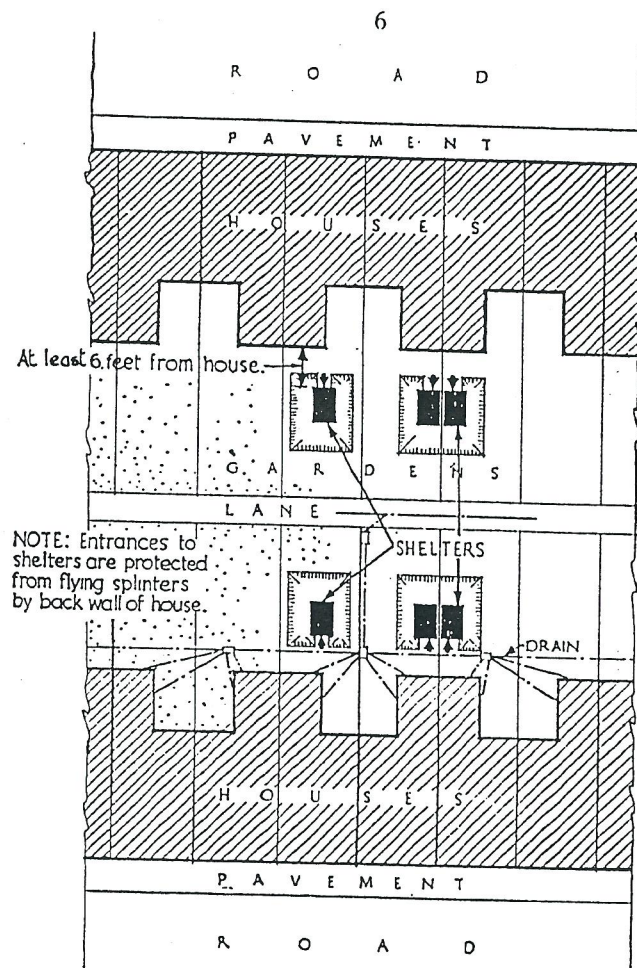 6
ROAD
PAVEMENT
HOUSES
At least 6 feet from house.
GARDENS
LANE
NOTE: Entrances to
shelters are protected
from flying splinters
by back wall of house.
SHELTERS
DRAIN
HOUSES
PAVEMENT
ROAD